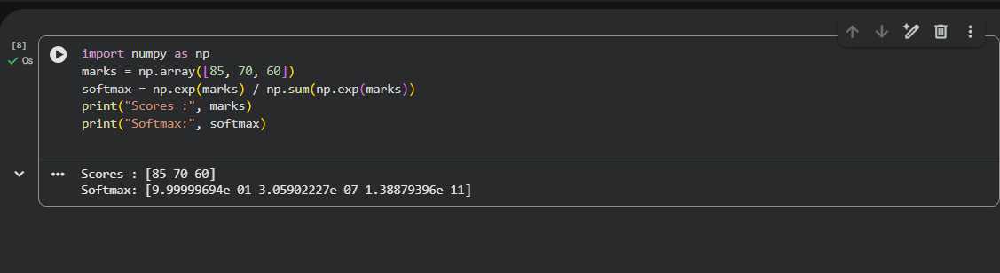 [8]
0s
import numpy as np
marks = np.array([85, 70, 60])
softmax = np.exp(marks) / np.sum(np.exp(marks))
print("Scores :", marks)
print("Softmax:", softmax)
Scores : [85 70 60]
Softmax: [9.99999694e-01 3.05902227e-07 1.38879396e-11]